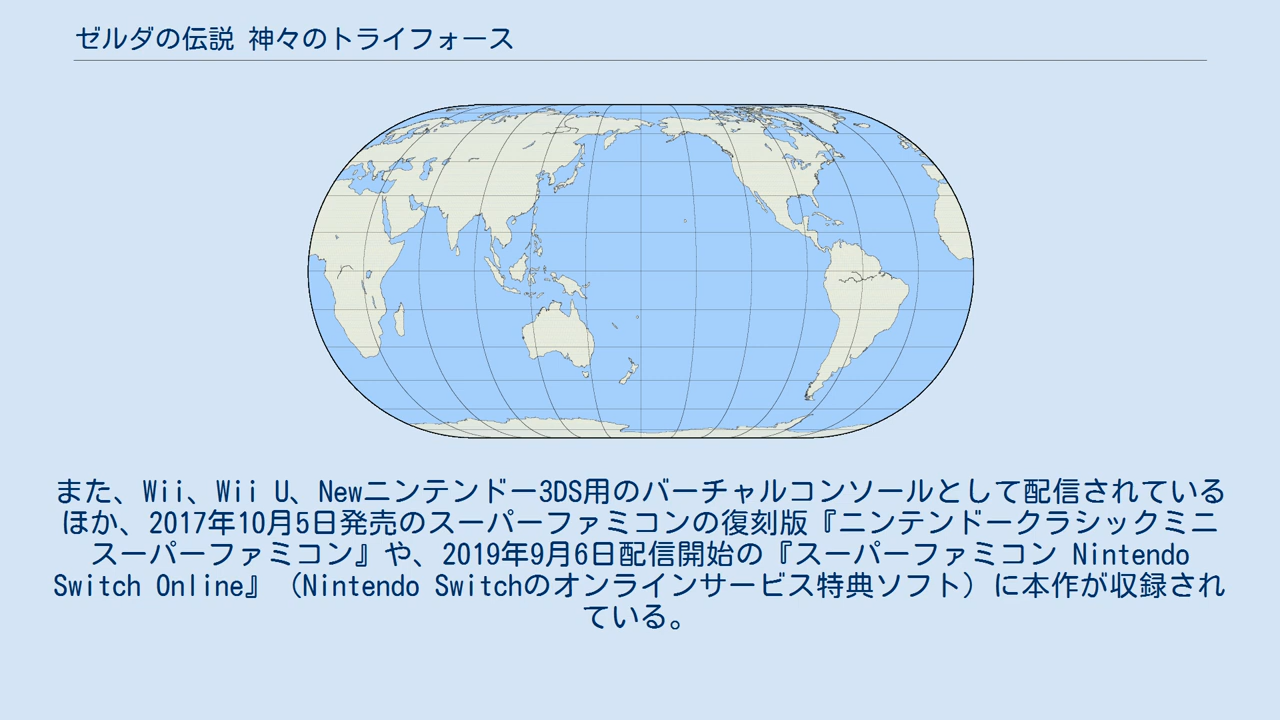 ゼルダの伝説 神々のトライフォース
また、Wii、Wii U、Newニンテンドー3DS用のバーチャルコンソールとして配信されている
ほか、2017年10月5日発売のスーパーファミコンの復刻版『ニンテンドークラシックミニ
スーパーファミコン』や、2019年9月6日配信開始の『スーパーファミコン Nintendo
Switch Online』（Nintendo Switchのオンラインサービス特典ソフト）に本作が収録され
ている。